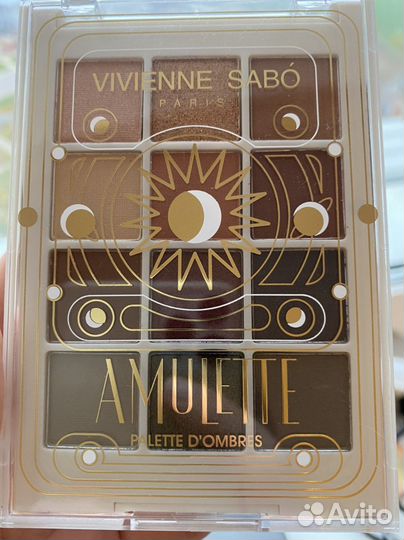 VIVIENNE SABÓ
PARIS
AMULETTE
PALETTE D'OMBRES
Avito